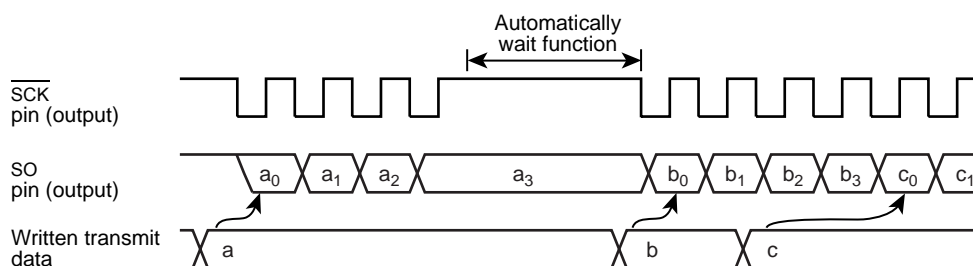 Automatically
wait function
SCK
pin (output)
SO
pin (output)
a0 a1 a2 a3 b0 b1 b2 b3 c0 c1
Written transmit
data
a b c